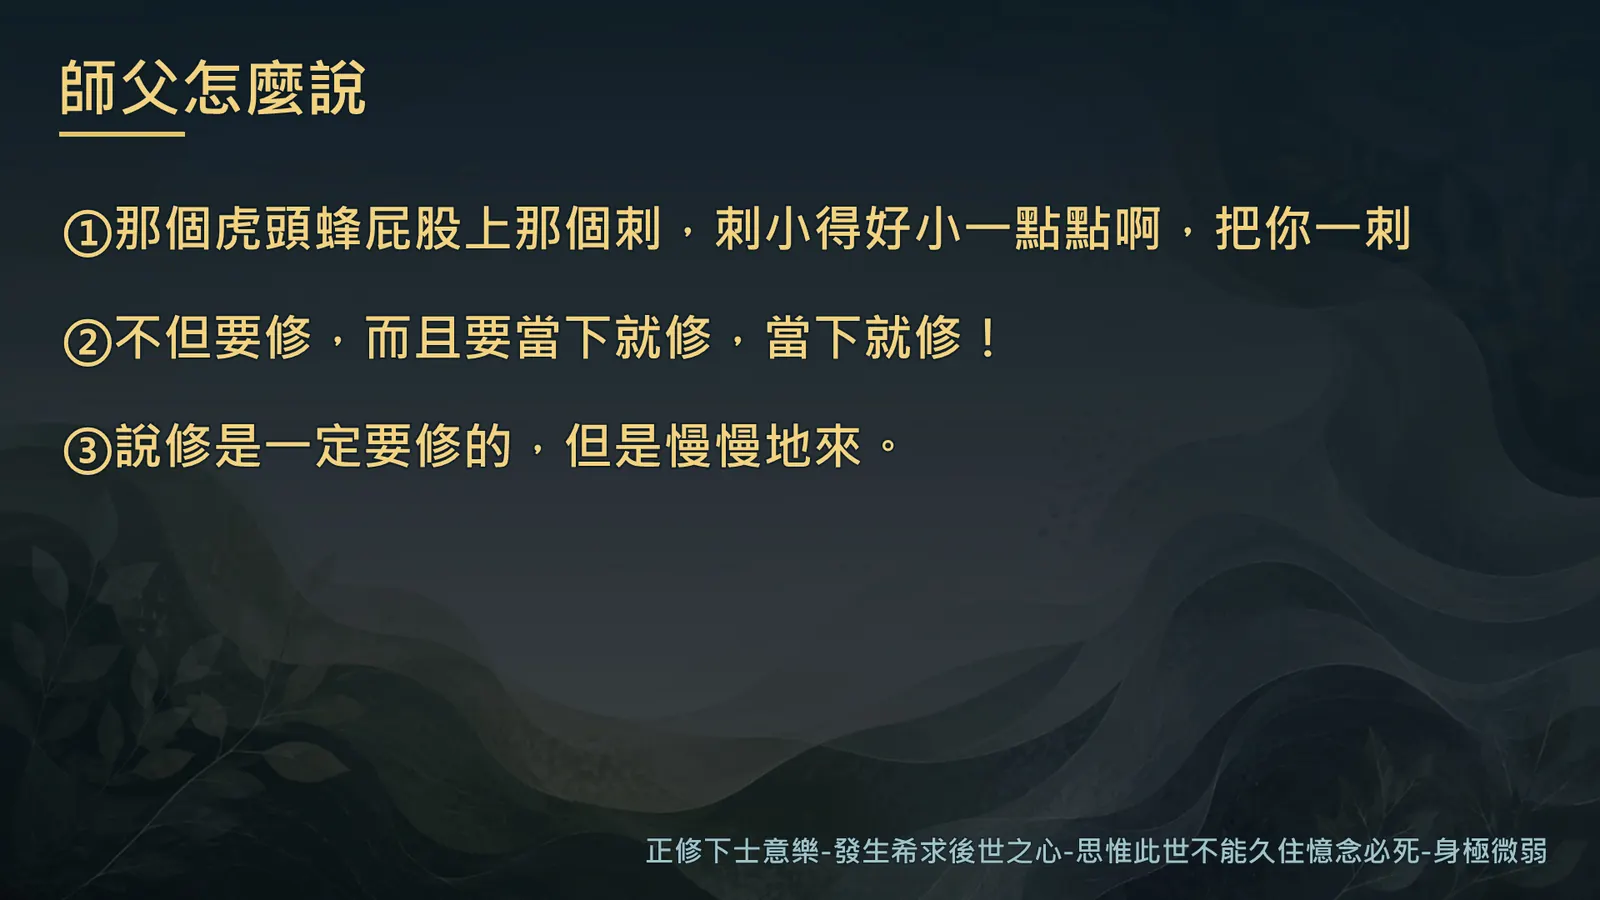 師父怎麼說
①那個虎頭蜂屁股上那個刺，刺小得好小一點點啊，把你一刺
②不但要修，而且要當下就修，當下就修！
③說修是一定要修的，但是慢慢地來。
正修下士意樂-發生希求後世之心-思惟此世不能久住憶念必死-身極微弱